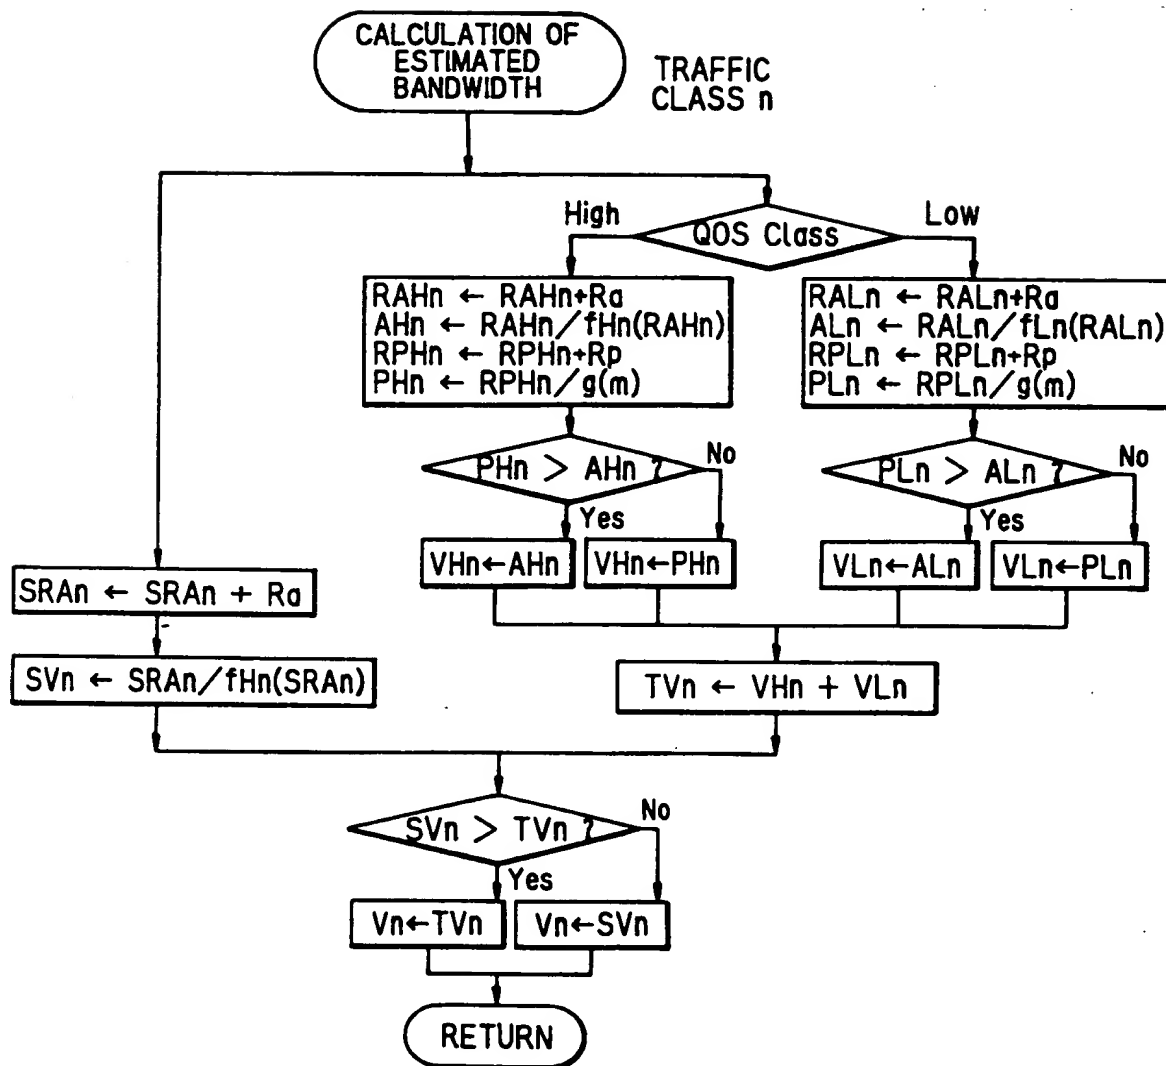 CALCULATION OF
ESTIMATED
BANDWIDTH
TRAFFIC
CLASS n
High
QOS Class
Low
RAHn ← RAHn+Ra
AHn ← RAHn/fHn(RAHn)
RPHn ← RPHn+Rp
PHn ← RPHn/g(m)
RALn ← RALn+Ra
ALn ← RALn/fLn(RALn)
RPLn ← RPLn+Rp
PLn ← RPLn/g(m)
PHn > AHn ?
No
Yes
PLn > ALn ?
No
Yes
VHn←AHn
VHn←PHn
VLn←ALn
VLn←PLn
SRAn ← SRAn + Ra
SVn ← SRAn/fHn(SRAn)
TVn ← VHn + VLn
SVn > TVn ?
No
Yes
Vn←TVn
Vn←SVn
RETURN